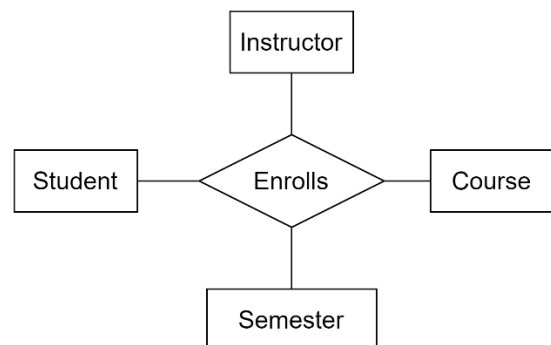 Instructor
Student
Enrolls
Course
Semester